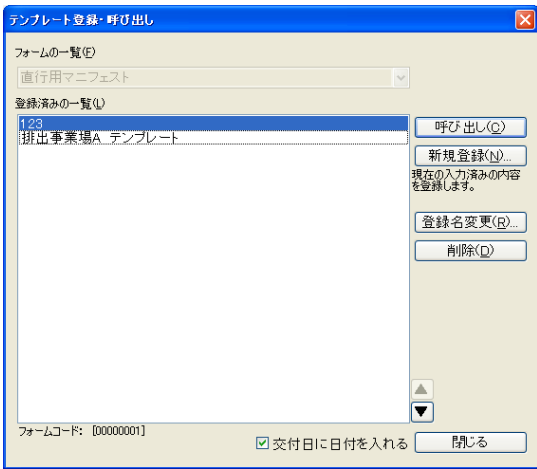 テンプレート登録・呼び出し
フォームの一覧(F)
直行用マニフェスト
登録済みの一覧(L)
123
排出事業場A テンプレート
呼び出し(C)
新規登録(N)...
現在の入力済みの内容
を登録します。
登録名変更(R)...
削除(D)
フォームコード: [00000001]
交付日に日付を入れる
閉じる